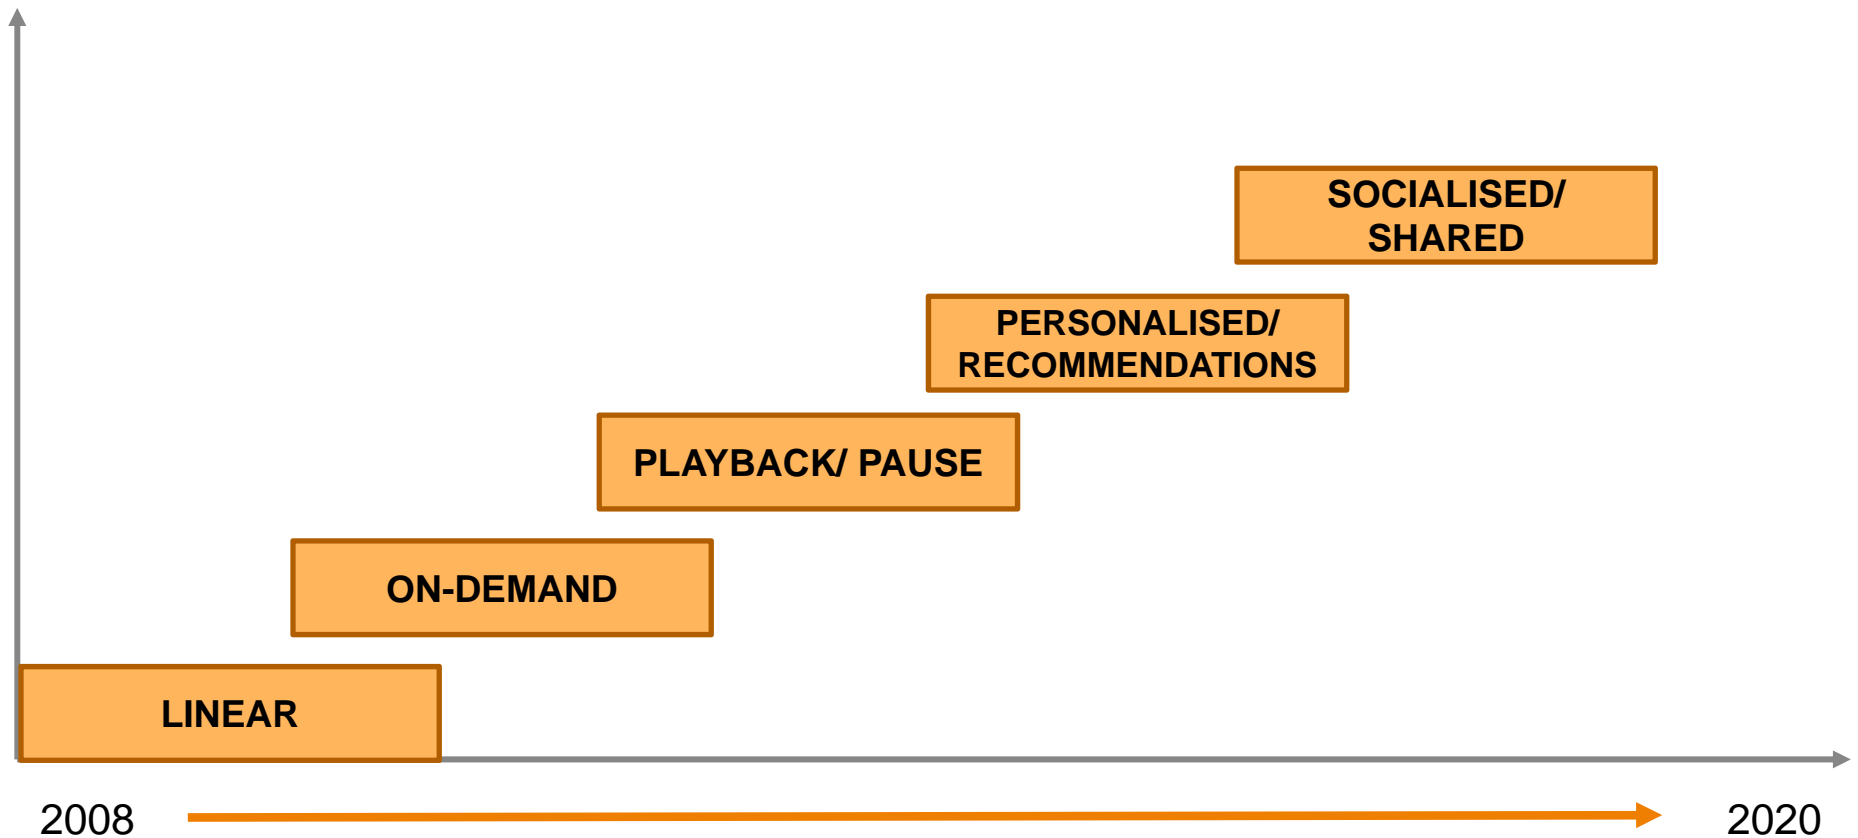 SOCIALISED/
SHARED
PERSONALISED/
RECOMMENDATIONS
PLAYBACK/ PAUSE
ON-DEMAND
LINEAR
2008
2020